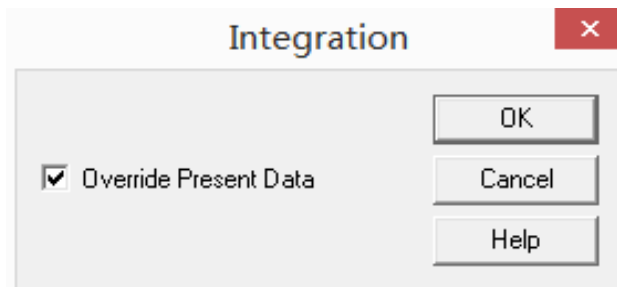 Integration
OK
Override Present Data
Cancel
Help